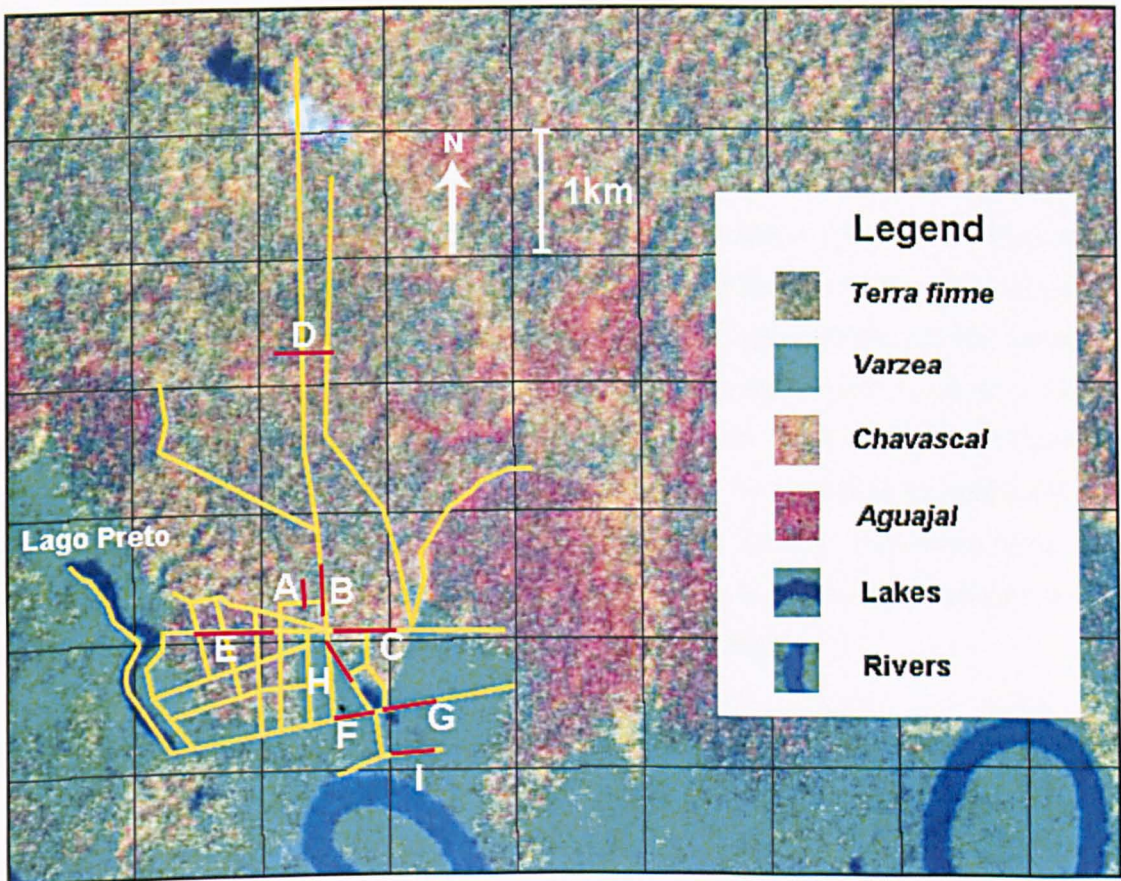 N
1km
Legend
Terra firme
Varzea
Chavascal
Aguajal
Lakes
Rivers
D
Lago Preto
A
B
E
C
H
F
G
I